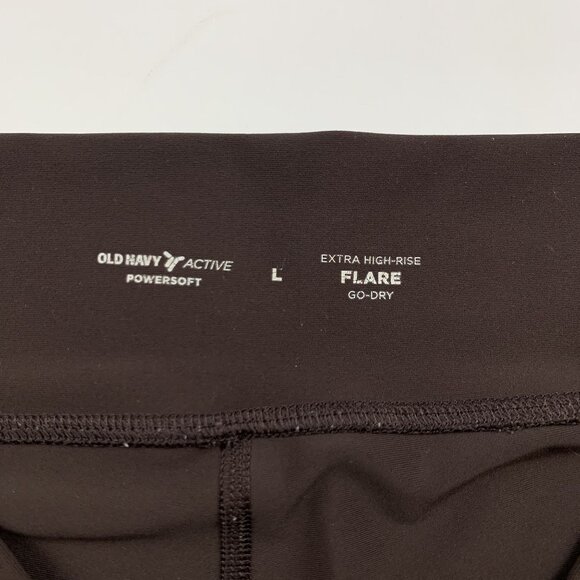 OLD NAVY ACTIVE
POWERSOFT
L
EXTRA HIGH-RISE
FLARE
GO-DRY